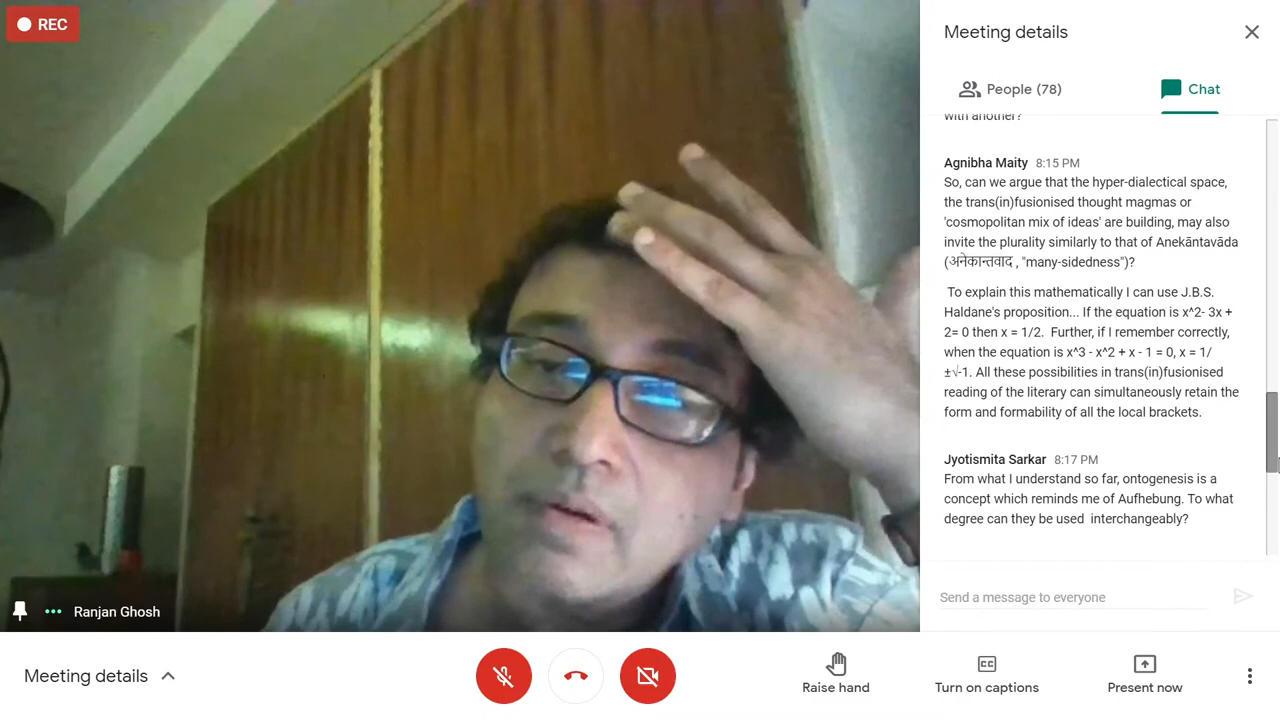 REC
Meeting details
People (78)
Chat
with another?
Agnibha Maity 8:15 PM
So, can we argue that the hyper-dialectical space,
the trans(in)fusionised thought magmas or
'cosmopolitan mix of ideas' are building, may also
invite the plurality similarly to that of Anekāntavāda
(अनेकान्तवाद , "many-sidedness")?
To explain this mathematically I can use J.B.S.
Haldane's proposition... If the equation is x^2- 3x +
2= 0 then x = 1/2.  Further, if I remember correctly,
when the equation is x^3 - x^2 + x - 1 = 0, x = 1/
±√-1. All these possibilities in trans(in)fusionised
reading of the literary can simultaneously retain the
form and formability of all the local brackets.
Jyotismita Sarkar 8:17 PM
From what I understand so far, ontogenesis is a
concept which reminds me of Aufhebung. To what
degree can they be used  interchangeably?
Send a message to everyone
Ranjan Ghosh
Meeting details
Raise hand
Turn on captions
Present now